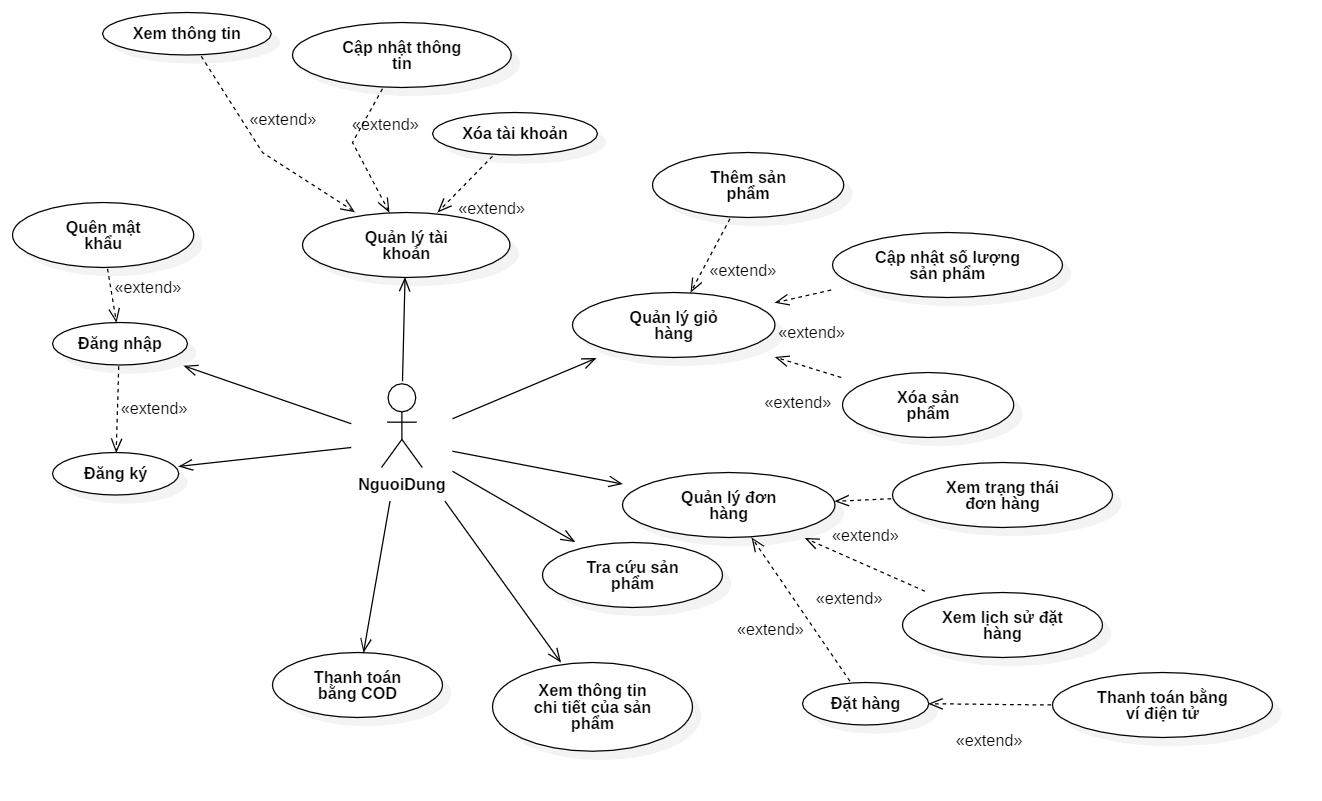 Xem thông tin
Cập nhật thông
tin
«extend»
«extend»
Xóa tài khoản
«extend»
Quản lý tài
khoản
Quên mật
khẩu
«extend»
Đăng nhập
«extend»
Đăng ký
Thêm sản
phẩm
«extend»
Cập nhật số lượng
sản phẩm
Quản lý giỏ
hàng
«extend»
Xóa sản
phẩm
«extend»
NguoiDung
Quản lý đơn
hàng
Xem trạng thái
đơn hàng
«extend»
Tra cứu sản
phẩm
«extend»
Xem lịch sử đặt
hàng
«extend»
Thanh toán
bằng COD
Xem thông tin
chi tiết của sản
phẩm
Đặt hàng
Thanh toán bằng
ví điện tử
«extend»